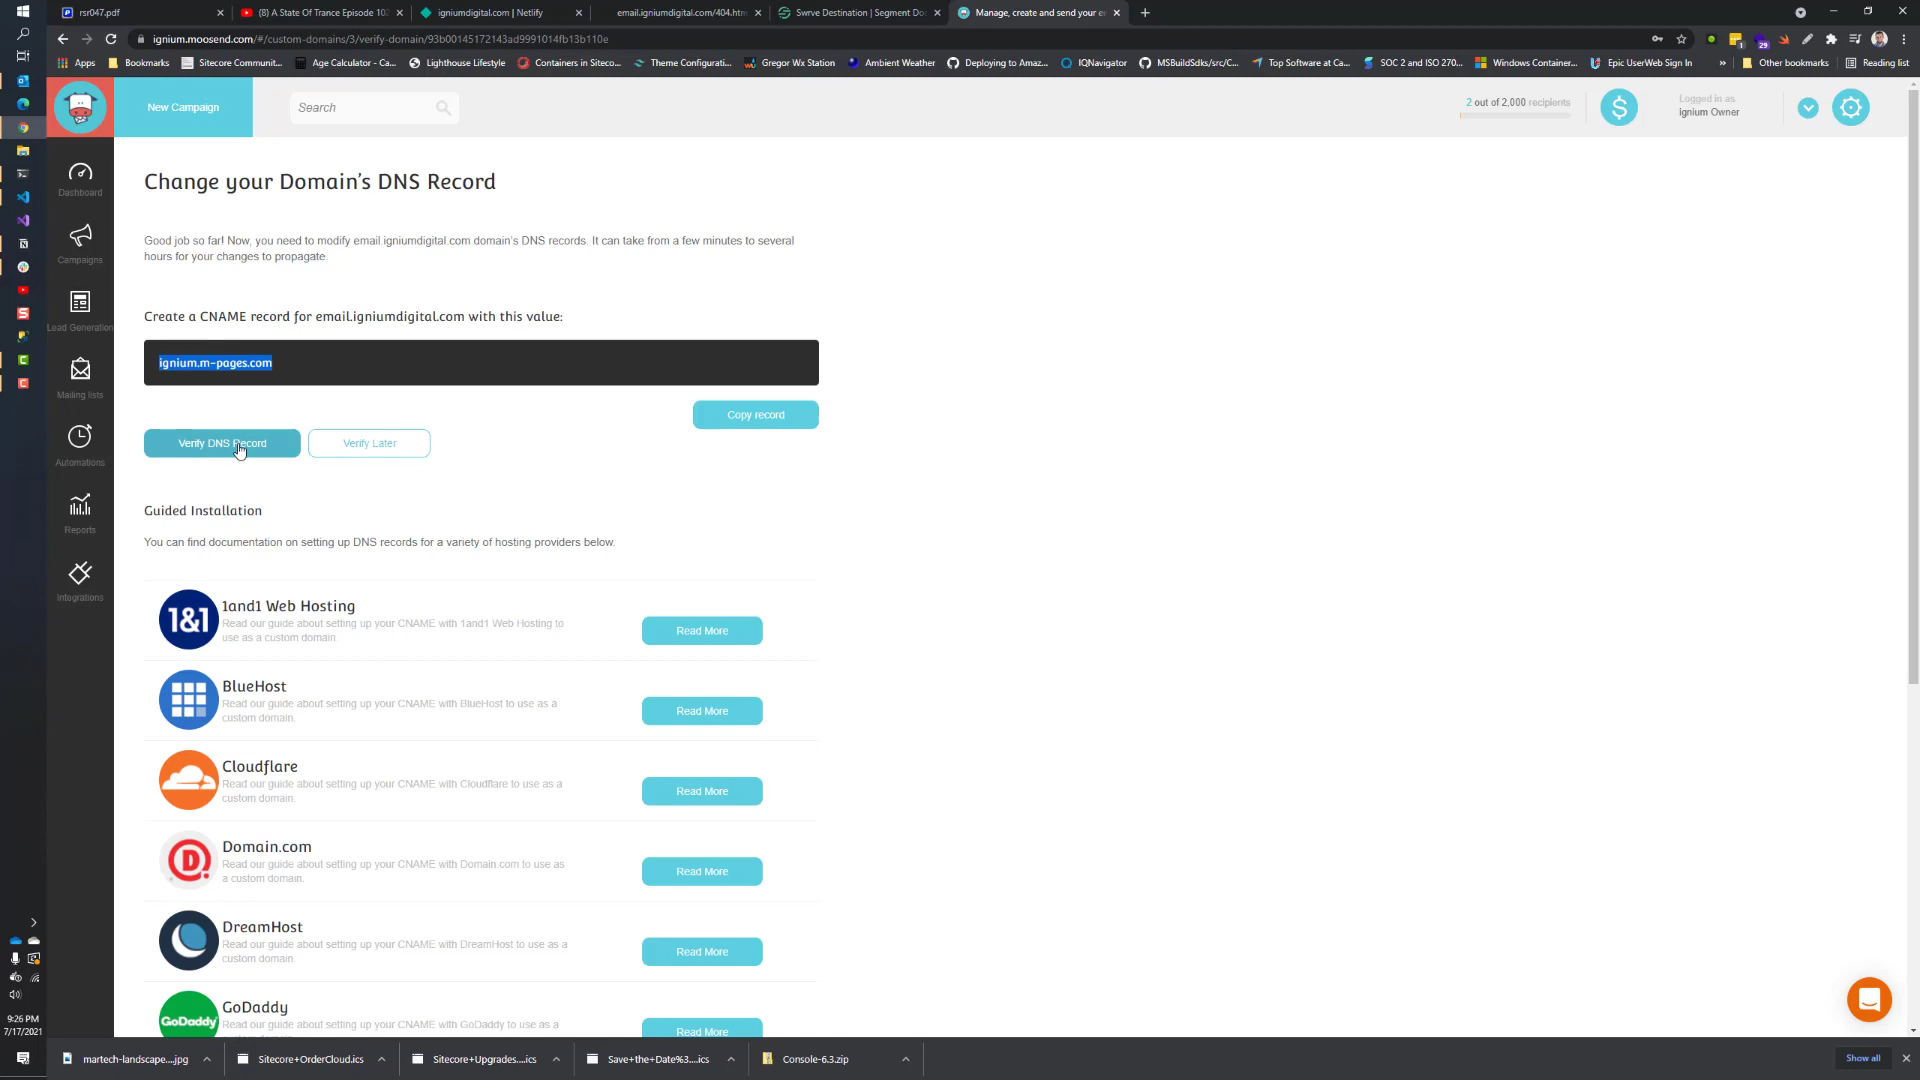 rsr047.pdf
(8) A State Of Trance Episode 102
igniumdigital.com | Netlify
email.igniumdigital.com/404.htm
Swrve Destination | Segment Doc
Manage, create and send your e
ignium.moosend.com/#/custom-domains/3/verify-domain/93b00145172143ad9991014fb13b110e
1
29
Apps
Bookmarks
Sitecore Communit...
Age Calculator - Ca...
Lighthouse Lifestyle
Containers in Siteco...
Theme Configurati...
Gregor Wx Station
Ambient Weather
Deploying to Amaz...
IQNavigator
MSBuildSdks/src/C...
Top Software at Ca...
SOC 2 and ISO 270...
Windows Container...
Epic UserWeb Sign In
»
Other bookmarks
Reading list
New Campaign
Search
2 out of 2,000 recipients
Logged in as
Ignium Owner
Dashboard
Campaigns
Lead Generation
Mailing lists
Automations
Reports
Integrations
Change your Domain's DNS Record
Good job so far! Now, you need to modify email.igniumdigital.com domain's DNS records. It can take from a few minutes to several
hours for your changes to propagate.
Create a CNAME record for email.igniumdigital.com with this value:
ignium.m-pages.com
Copy record
Verify DNS Record
Verify Later
Guided Installation
You can find documentation on setting up DNS records for a variety of hosting providers below.
1&1
1and1 Web Hosting
Read our guide about setting up your CNAME with 1and1 Web Hosting to
use as a custom domain.
Read More
BlueHost
Read our guide about setting up your CNAME with BlueHost to use as a
custom domain.
Read More
Cloudflare
Read our guide about setting up your CNAME with Cloudflare to use as a
custom domain.
Read More
Domain.com
Read our guide about setting up your CNAME with Domain.com to use as
a custom domain.
Read More
DreamHost
Read our guide about setting up your CNAME with DreamHost to use as a
custom domain.
Read More
GoDaddy
GoDaddy
Read our guide about setting up your CNAME with GoDaddy to use as a
Read More
9:26 PM
7/17/2021
martech-landscape....jpg
Sitecore+OrderCloud.ics
Sitecore+Upgrades....ics
Save+the+Date%3....ics
Console-6.3.zip
Show all